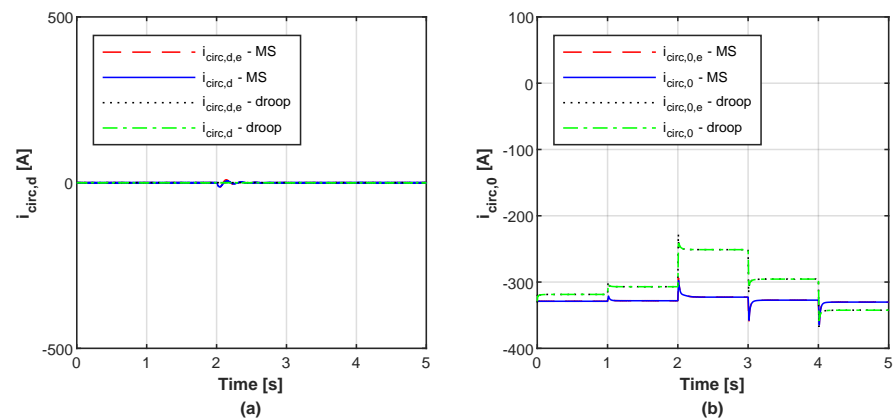 500
0
-500
i_circ,d [A]
i_circ,d,e - MS
i_circ,d - MS
i_circ,d,e - droop
i_circ,d - droop
0 1 2 3 4 5
Time [s]
(a)
100
0
-100
-200
-300
-400
i_circ,0 [A]
i_circ,0,e - MS
i_circ,0 - MS
i_circ,0,e - droop
i_circ,0 - droop
0 1 2 3 4 5
Time [s]
(b)